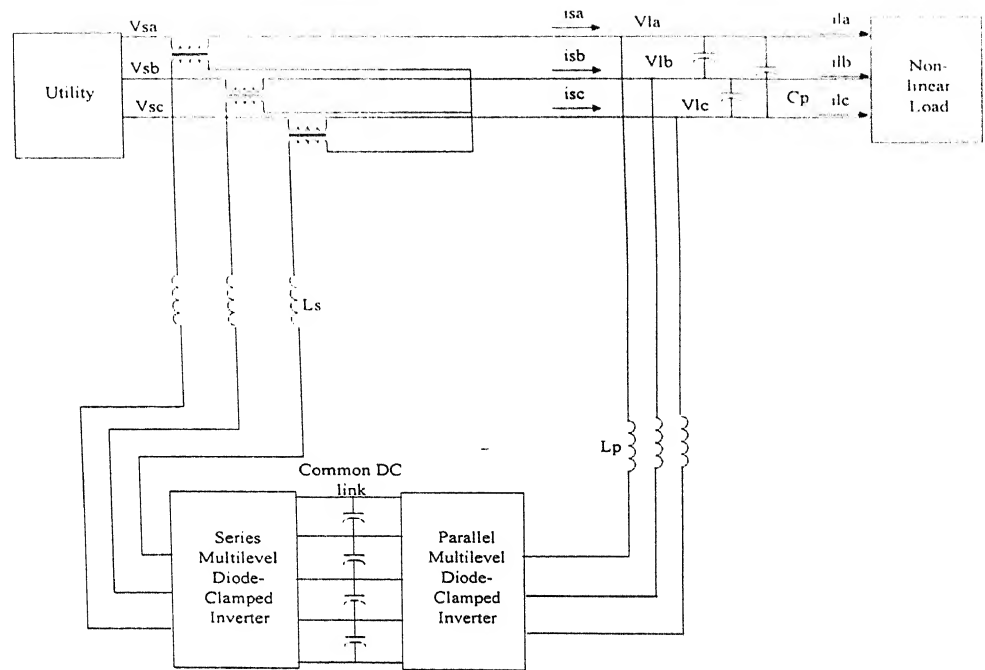 Vsa
isa
Vla
ila
Vsb
isb
Vlb
ilb
Utility
Non-
linear
Load
Vsc
isc
Vlc
Cp
ilc
Ls
Lp
Common DC
link
Series
Multilevel
Diode-
Clamped
Inverter
Parallel
Multilevel
Diode-
Clamped
Inverter